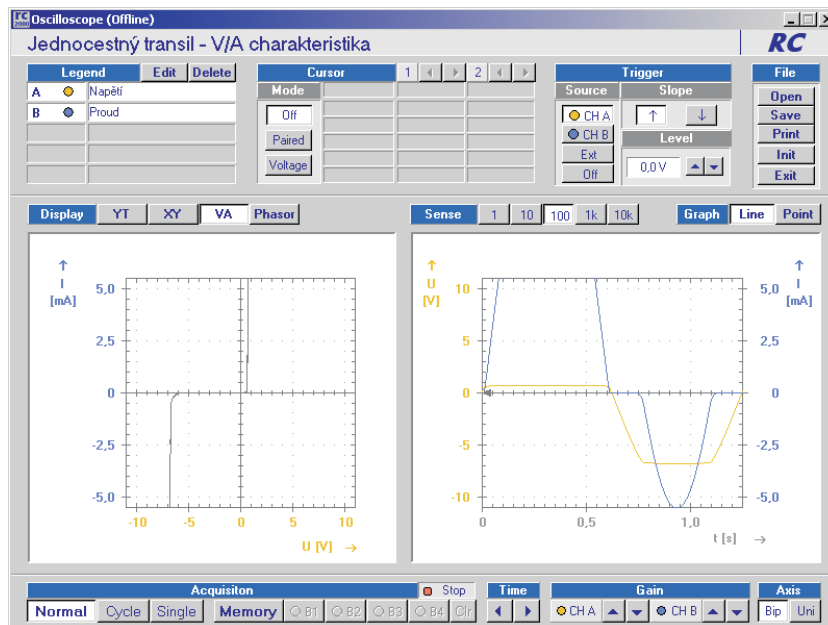 rc 2000 Oscilloscope (Offline)
Jednocestný transil - V/A charakteristika RC
Legend Edit Delete
A Napětí
B Proud
Cursor 1 2
Mode
Off
Paired
Voltage
Trigger
Source Slope
CH A ↑ ↓
CH B
Level
Ext
Off
0,0 V
File
Open
Save
Print
Init
Exit
Display YT XY VA Phasor
Sense 1 10 100 1k 10k
Graph Line Point
↑
I
[mA]
5,0
2,5
0
-2,5
-5,0
-10 -5 0 5 10
U [V] →
↑
U
[V]
10
5
0
-5
-10
↑
I
[mA]
5,0
2,5
0
-2,5
-5,0
0 0,5 1,0
t [s] →
Acquisiton Stop
Normal Cycle Single Memory B1 B2 B3 B4 Clr
Time
Gain
CH A CH B
Axis
Bip Uni